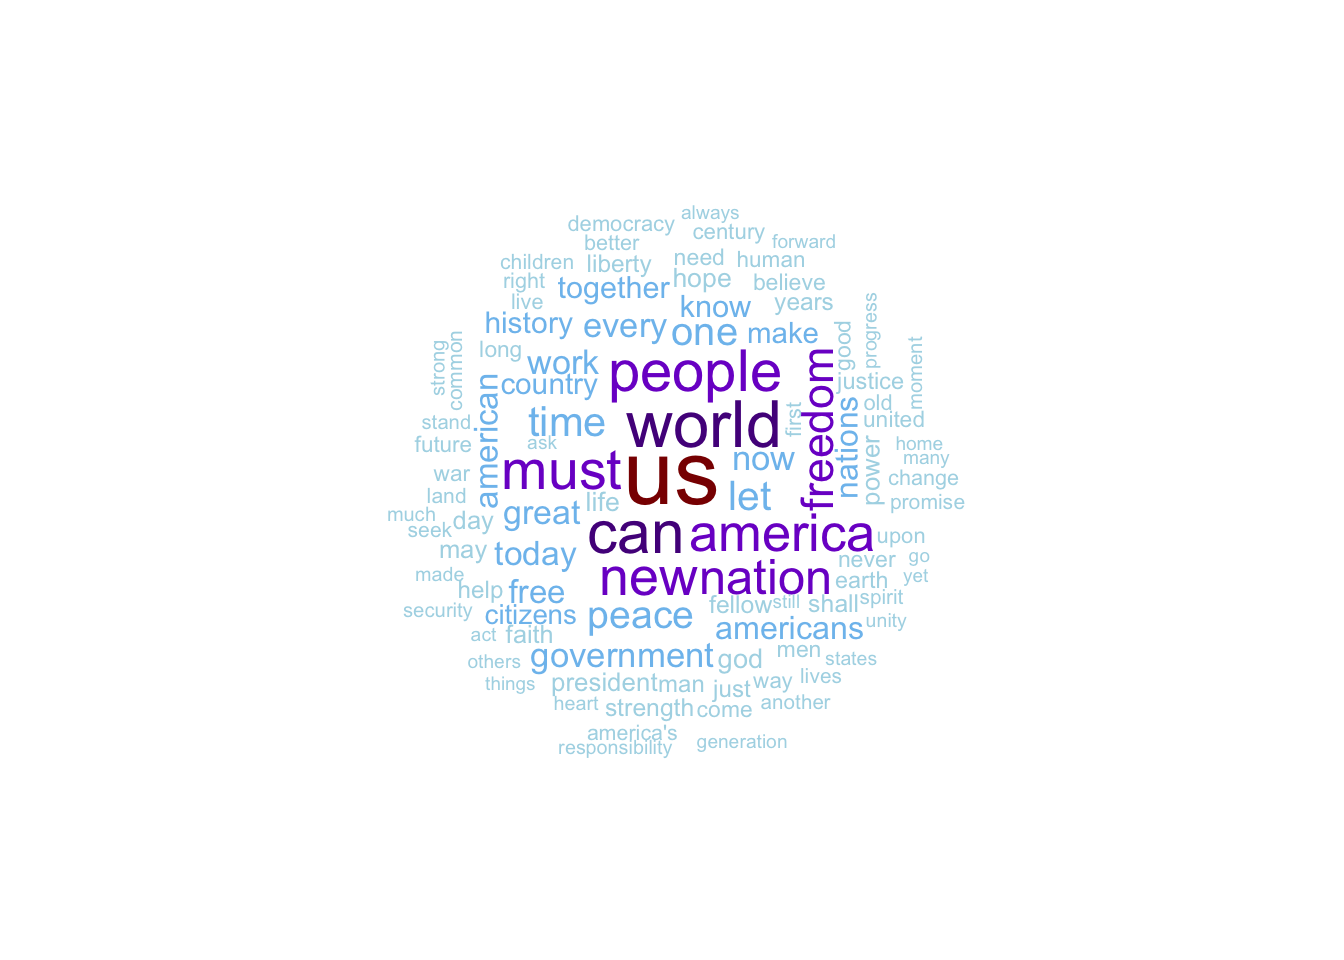 always
democracy
century
better
forward
children
liberty
need
human
right
together
hope
believe
live
know
years
history
every
one
make
good
progress
long
work
people
strong
common
country
justice
moment
american
freedom
first
old
nations
stand
time
world
united
future
ask
now
home
many
war
must
us
power
change
land
life
let
promise
much
seek
day
great
can
america
upon
may
today
never
go
made
help
free
new
nation
earth
yet
security
citizens
peace
fellow
still
shall
spirit
act
faith
americans
unity
others
government
god
men
states
things
president
man
just
way
lives
heart
strength
come
another
america's
responsibility
generation